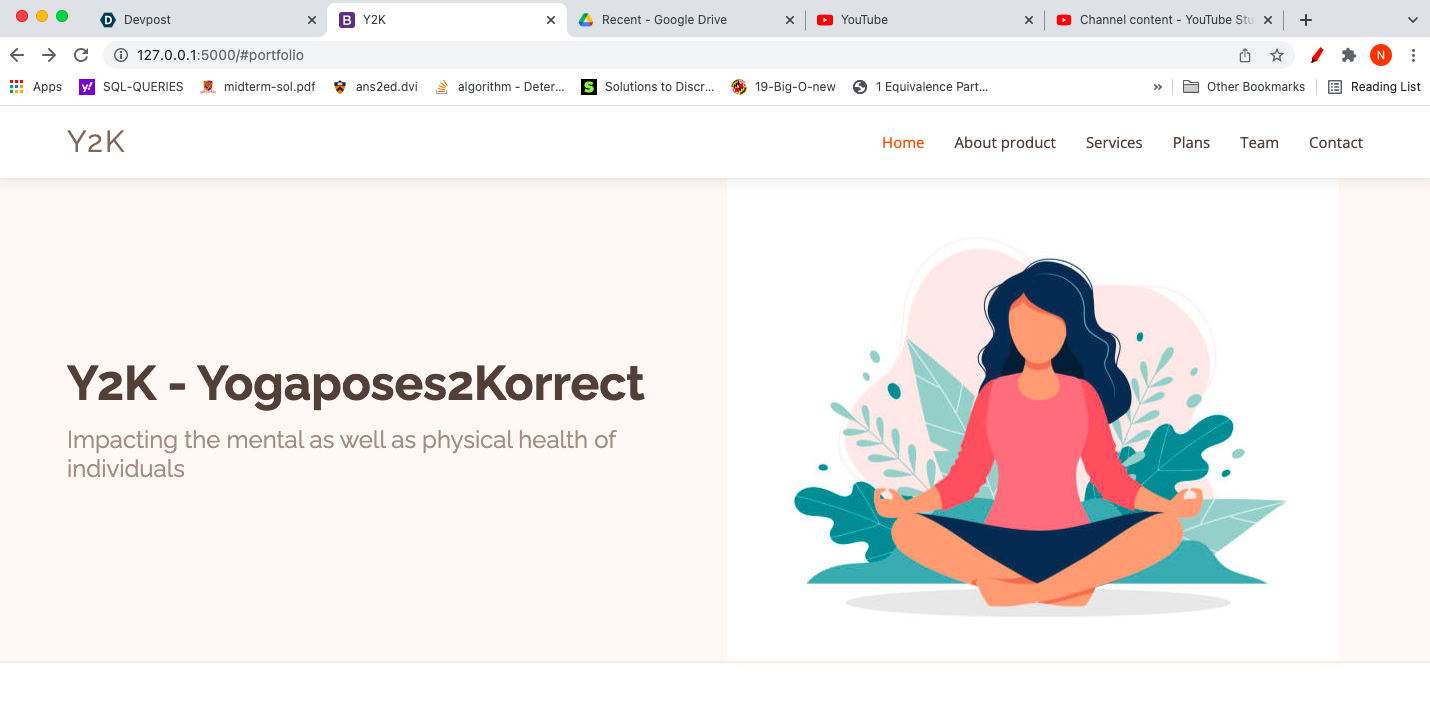 Devpost
Y2K
Recent - Google Drive
YouTube
Channel content - YouTube Stu
127.0.0.1:5000/#portfolio
N
Apps
SQL-QUERIES
midterm-sol.pdf
ans2ed.dvi
algorithm - Deter...
Solutions to Discr...
19-Big-O-new
1 Equivalence Part...
»
Other Bookmarks
Reading List
Y2K
Home
About product
Services
Plans
Team
Contact
Y2K - Yogaposes2Korrect
Impacting the mental as well as physical health of
individuals